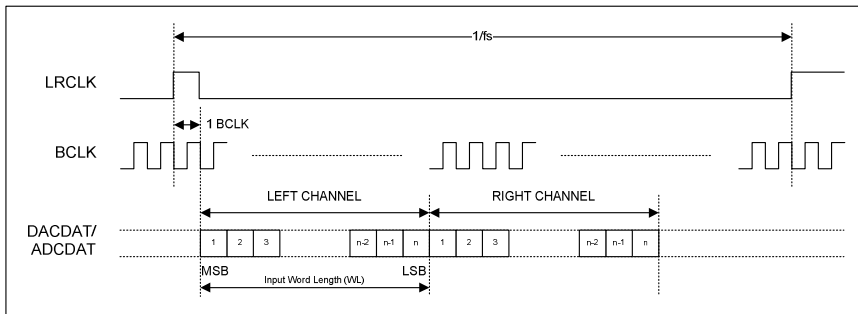 1/fs
LRCLK
1 BCLK
BCLK
LEFT CHANNEL
RIGHT CHANNEL
DACDAT/
ADCDAT
1 2 3 n-2 n-1 n 1 2 3 n-2 n-1 n
MSB LSB
Input Word Length (WL)